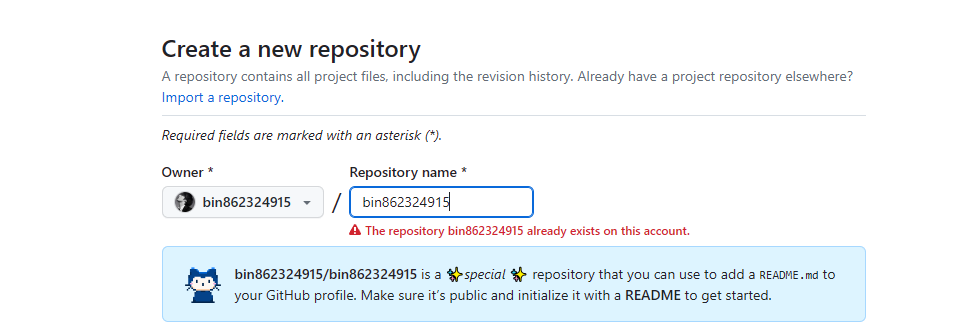 Create a new repository
A repository contains all project files, including the revision history. Already have a project repository elsewhere?
Import a repository.
Required fields are marked with an asterisk (*).
Owner * Repository name *
bin862324915 / bin862324915
The repository bin862324915 already exists on this account.
bin862324915/bin862324915 is a ✨special ✨ repository that you can use to add a README.md to
your GitHub profile. Make sure it’s public and initialize it with a README to get started.